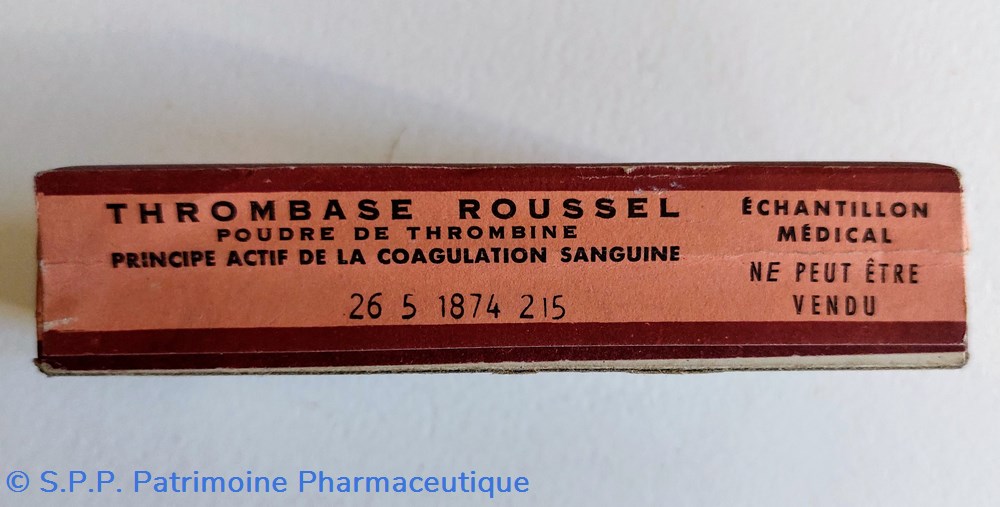 THROMBASE ROUSSEL
POUDRE DE THROMBINE
PRINCIPE ACTIF DE LA COAGULATION SANGUINE
26 5 1874 215
ÉCHANTILLON
MÉDICAL
NE PEUT ÊTRE
VENDU
© S.P.P. Patrimoine Pharmaceutique